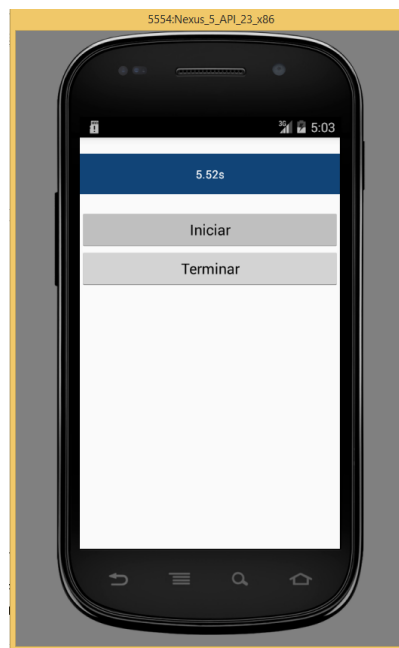 5554:Nexus_5_API_23_x86
3G 5:03
5.52s
Iniciar
Terminar